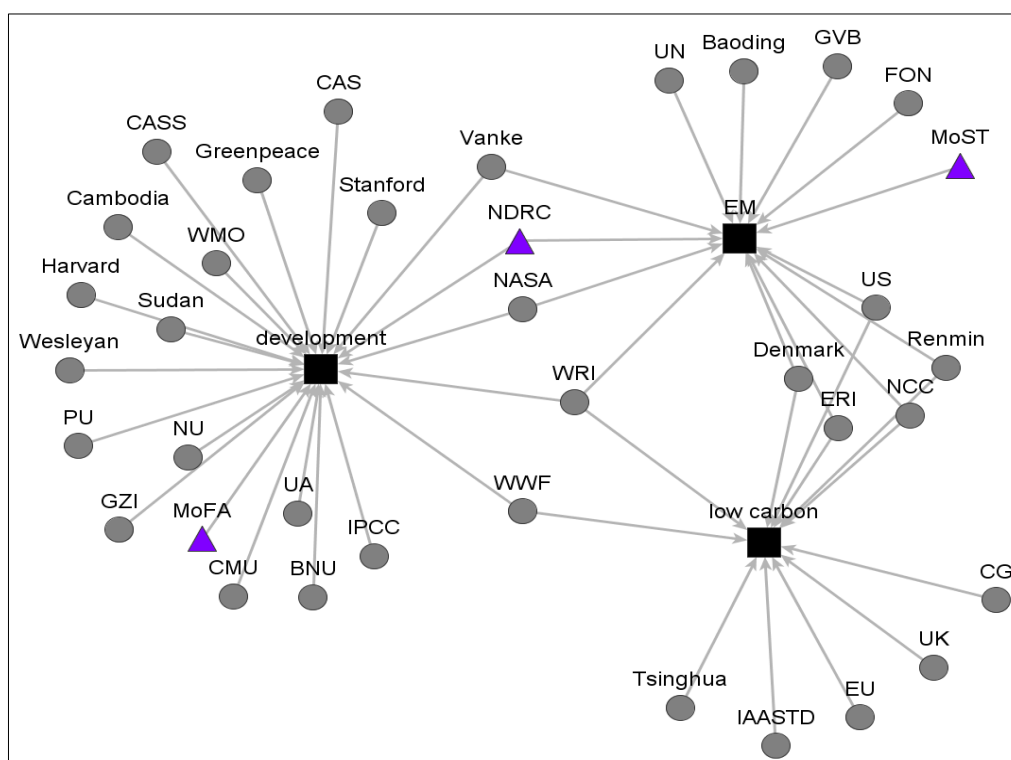 CAS
UN
Baoding
GVB
FON
CASS
Greenpeace
Vanke
MoST
Cambodia
Stanford
NDRC
EM
WMO
Harvard
Sudan
NASA
US
Wesleyan
development
WRI
Denmark
Renmin
PU
NU
ERI
NCC
GZI
MoFA
UA
IPCC
WWF
low carbon
CMU
BNU
CG
Tsinghua
IAASTD
EU
UK